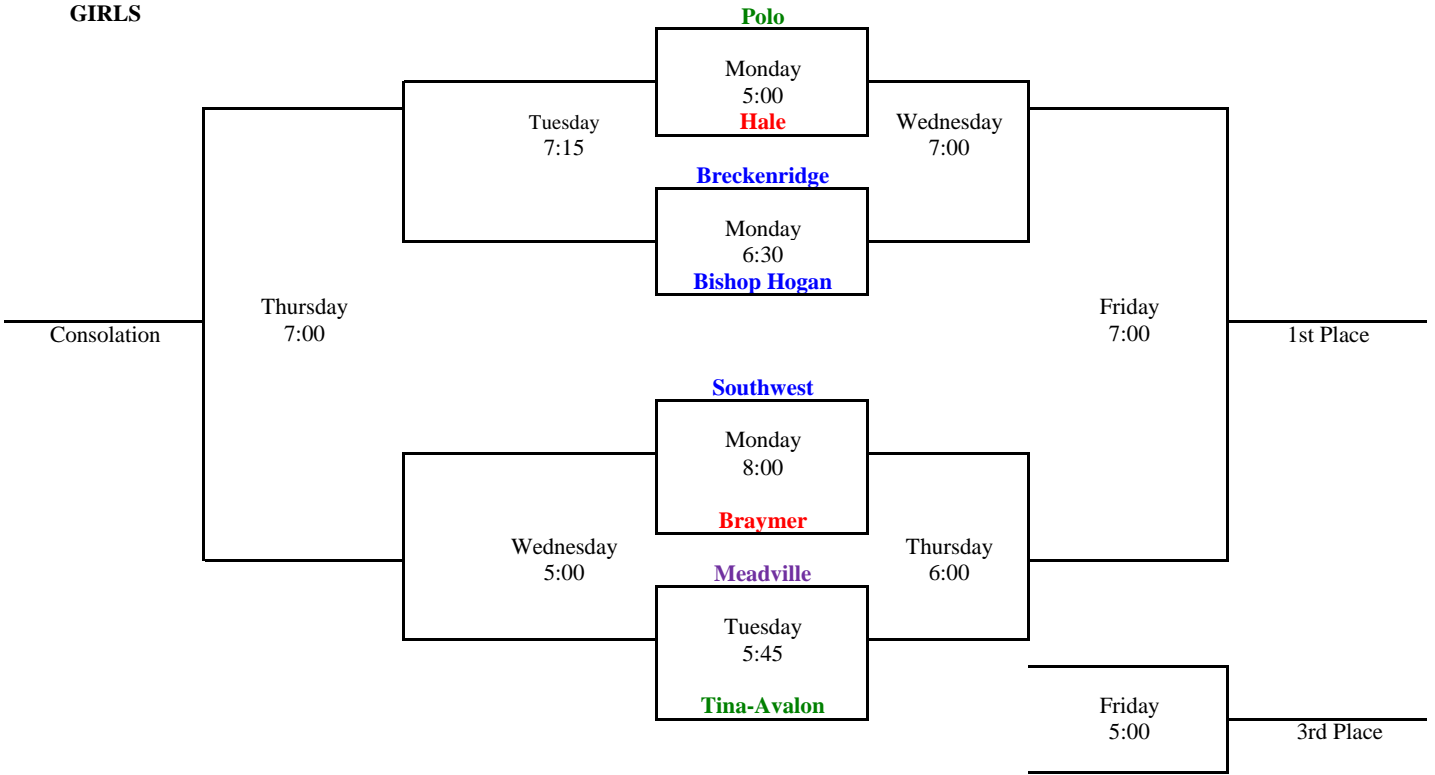 GIRLS
Polo
Monday
5:00
Hale
Tuesday
7:15
Wednesday
7:00
Breckenridge
Monday
6:30
Bishop Hogan
Thursday
7:00
Consolation
Friday
7:00
1st Place
Southwest
Monday
8:00
Braymer
Wednesday
5:00
Thursday
6:00
Meadville
Tuesday
5:45
Tina-Avalon
Friday
5:00
3rd Place